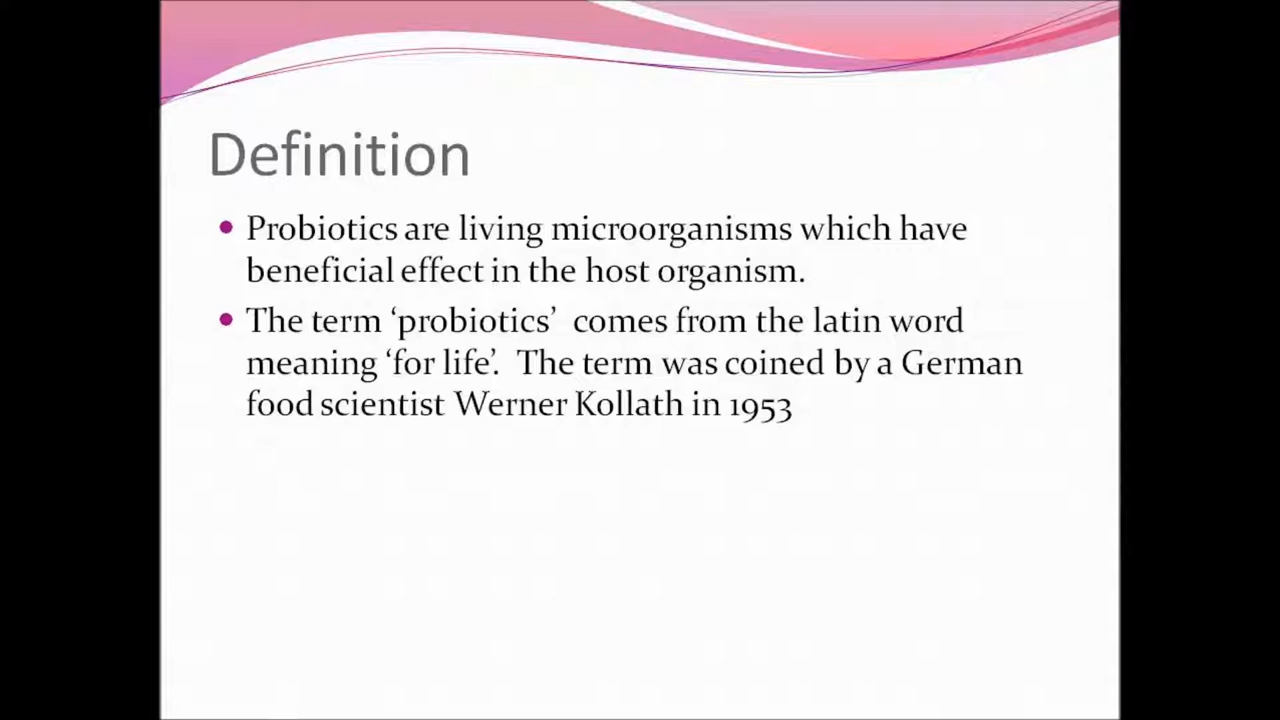 Definition
Probiotics are living microorganisms which have
beneficial effect in the host organism.
The term ‘probiotics’  comes from the latin word
meaning ‘for life’.  The term was coined by a German
food scientist Werner Kollath in 1953